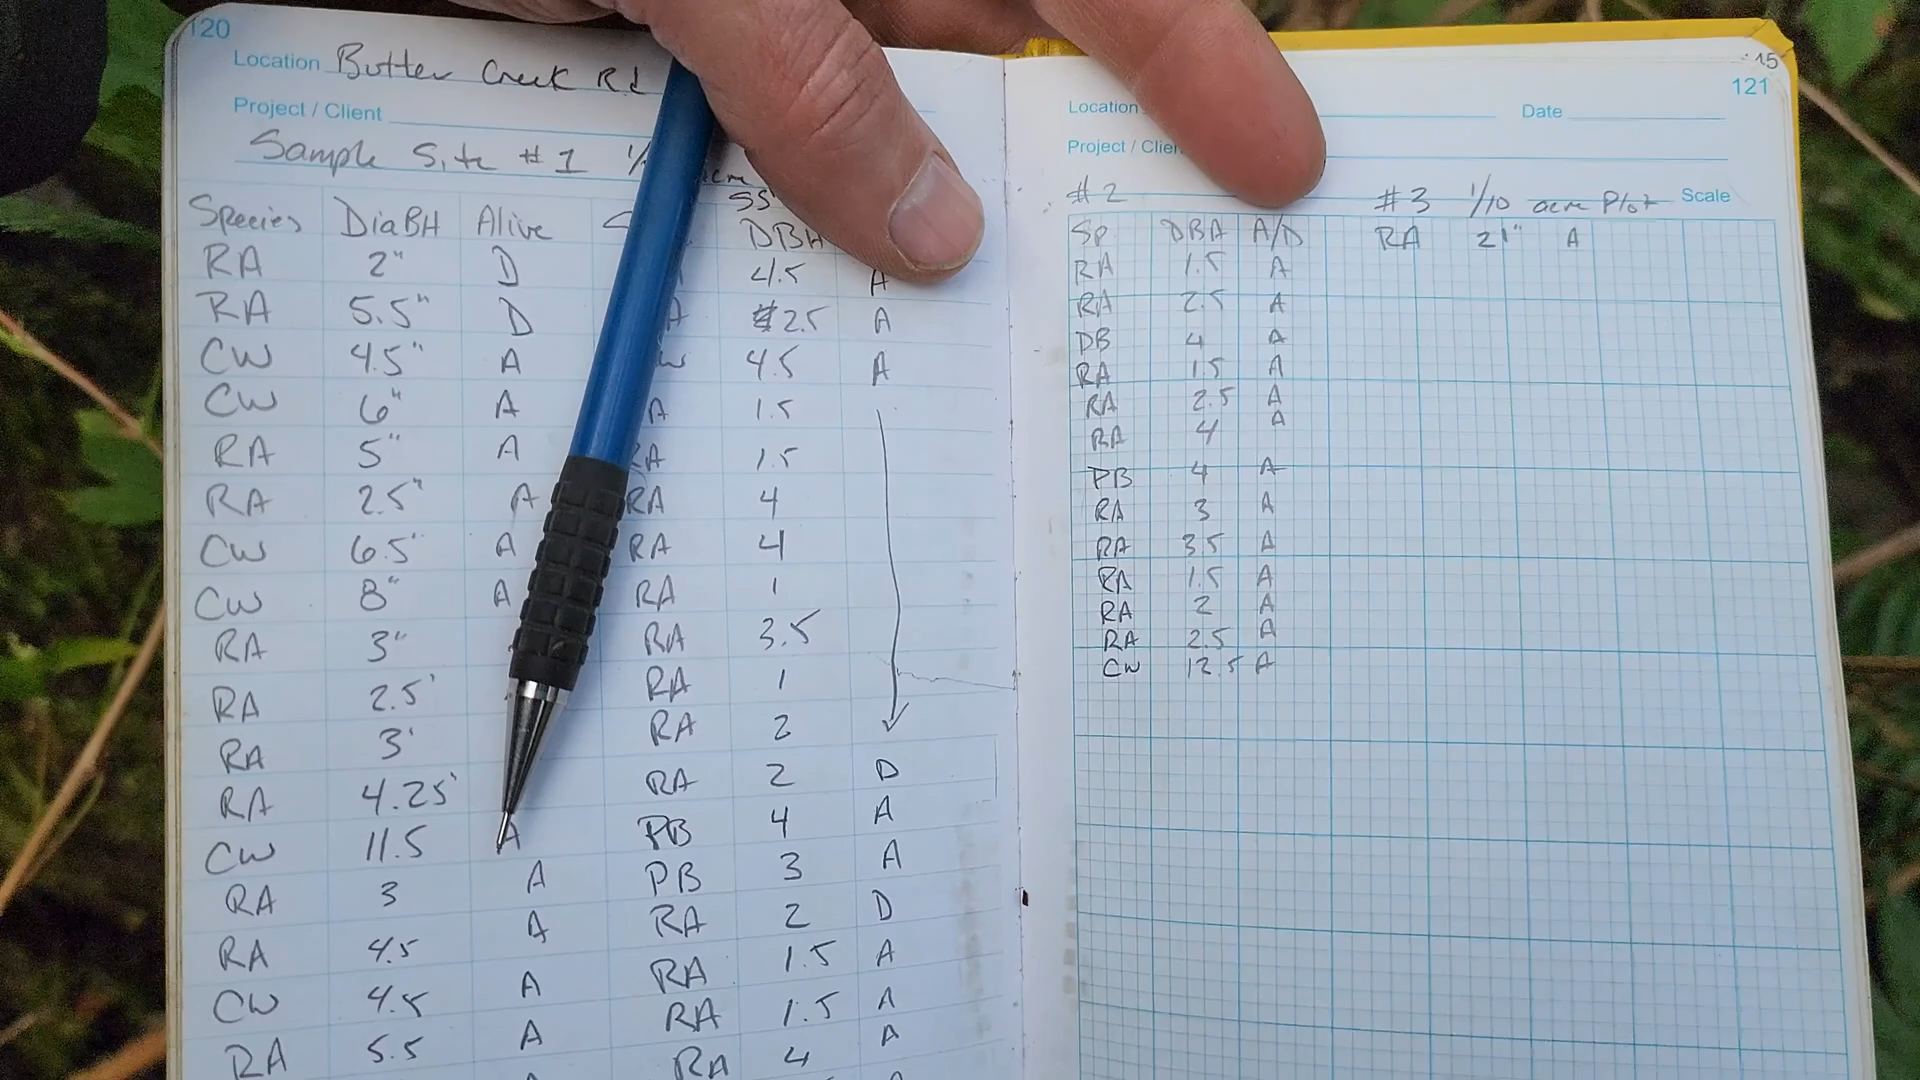 120
Location Butter Creek Rd
Project / Client
Sample Site #1 1/ acre
SS
Species DiaBH Alive DBH
RA 2" D 4.5 A
RA 5.5" D A 2.5 A
CW 4.5" A W 4.5 A
CW 6" A A 1.5
RA 5" A RA 1.5
RA 2.5" A RA 4
CW 6.5" A RA 4
CW 8" A RA 1
RA 3" RA 3.5
RA 2.5' RA 1
RA 3' RA 2
RA 4.25' RA 2 D
CW 11.5 A PB 4 A
RA 3 A PB 3 A
RA 4.5 A RA 2 D
CW 4.5 A RA 1.5 A
RA 5.5 A RA 1.5 A
RA 4 A
15
121
Location Date
Project / Clien
#2 #3 1/10 acre Plot Scale
SP DBA A/D RA 21" A
RA 1.5 A
RA 2.5 A
DB 4 A
RA 1.5 A
RA 2.5 A
RA 4 A
PB 4 A
RA 3 A
RA 3.5 A
RA 1.5 A
RA 2 A
RA 2.5 A
CW 12.5 A